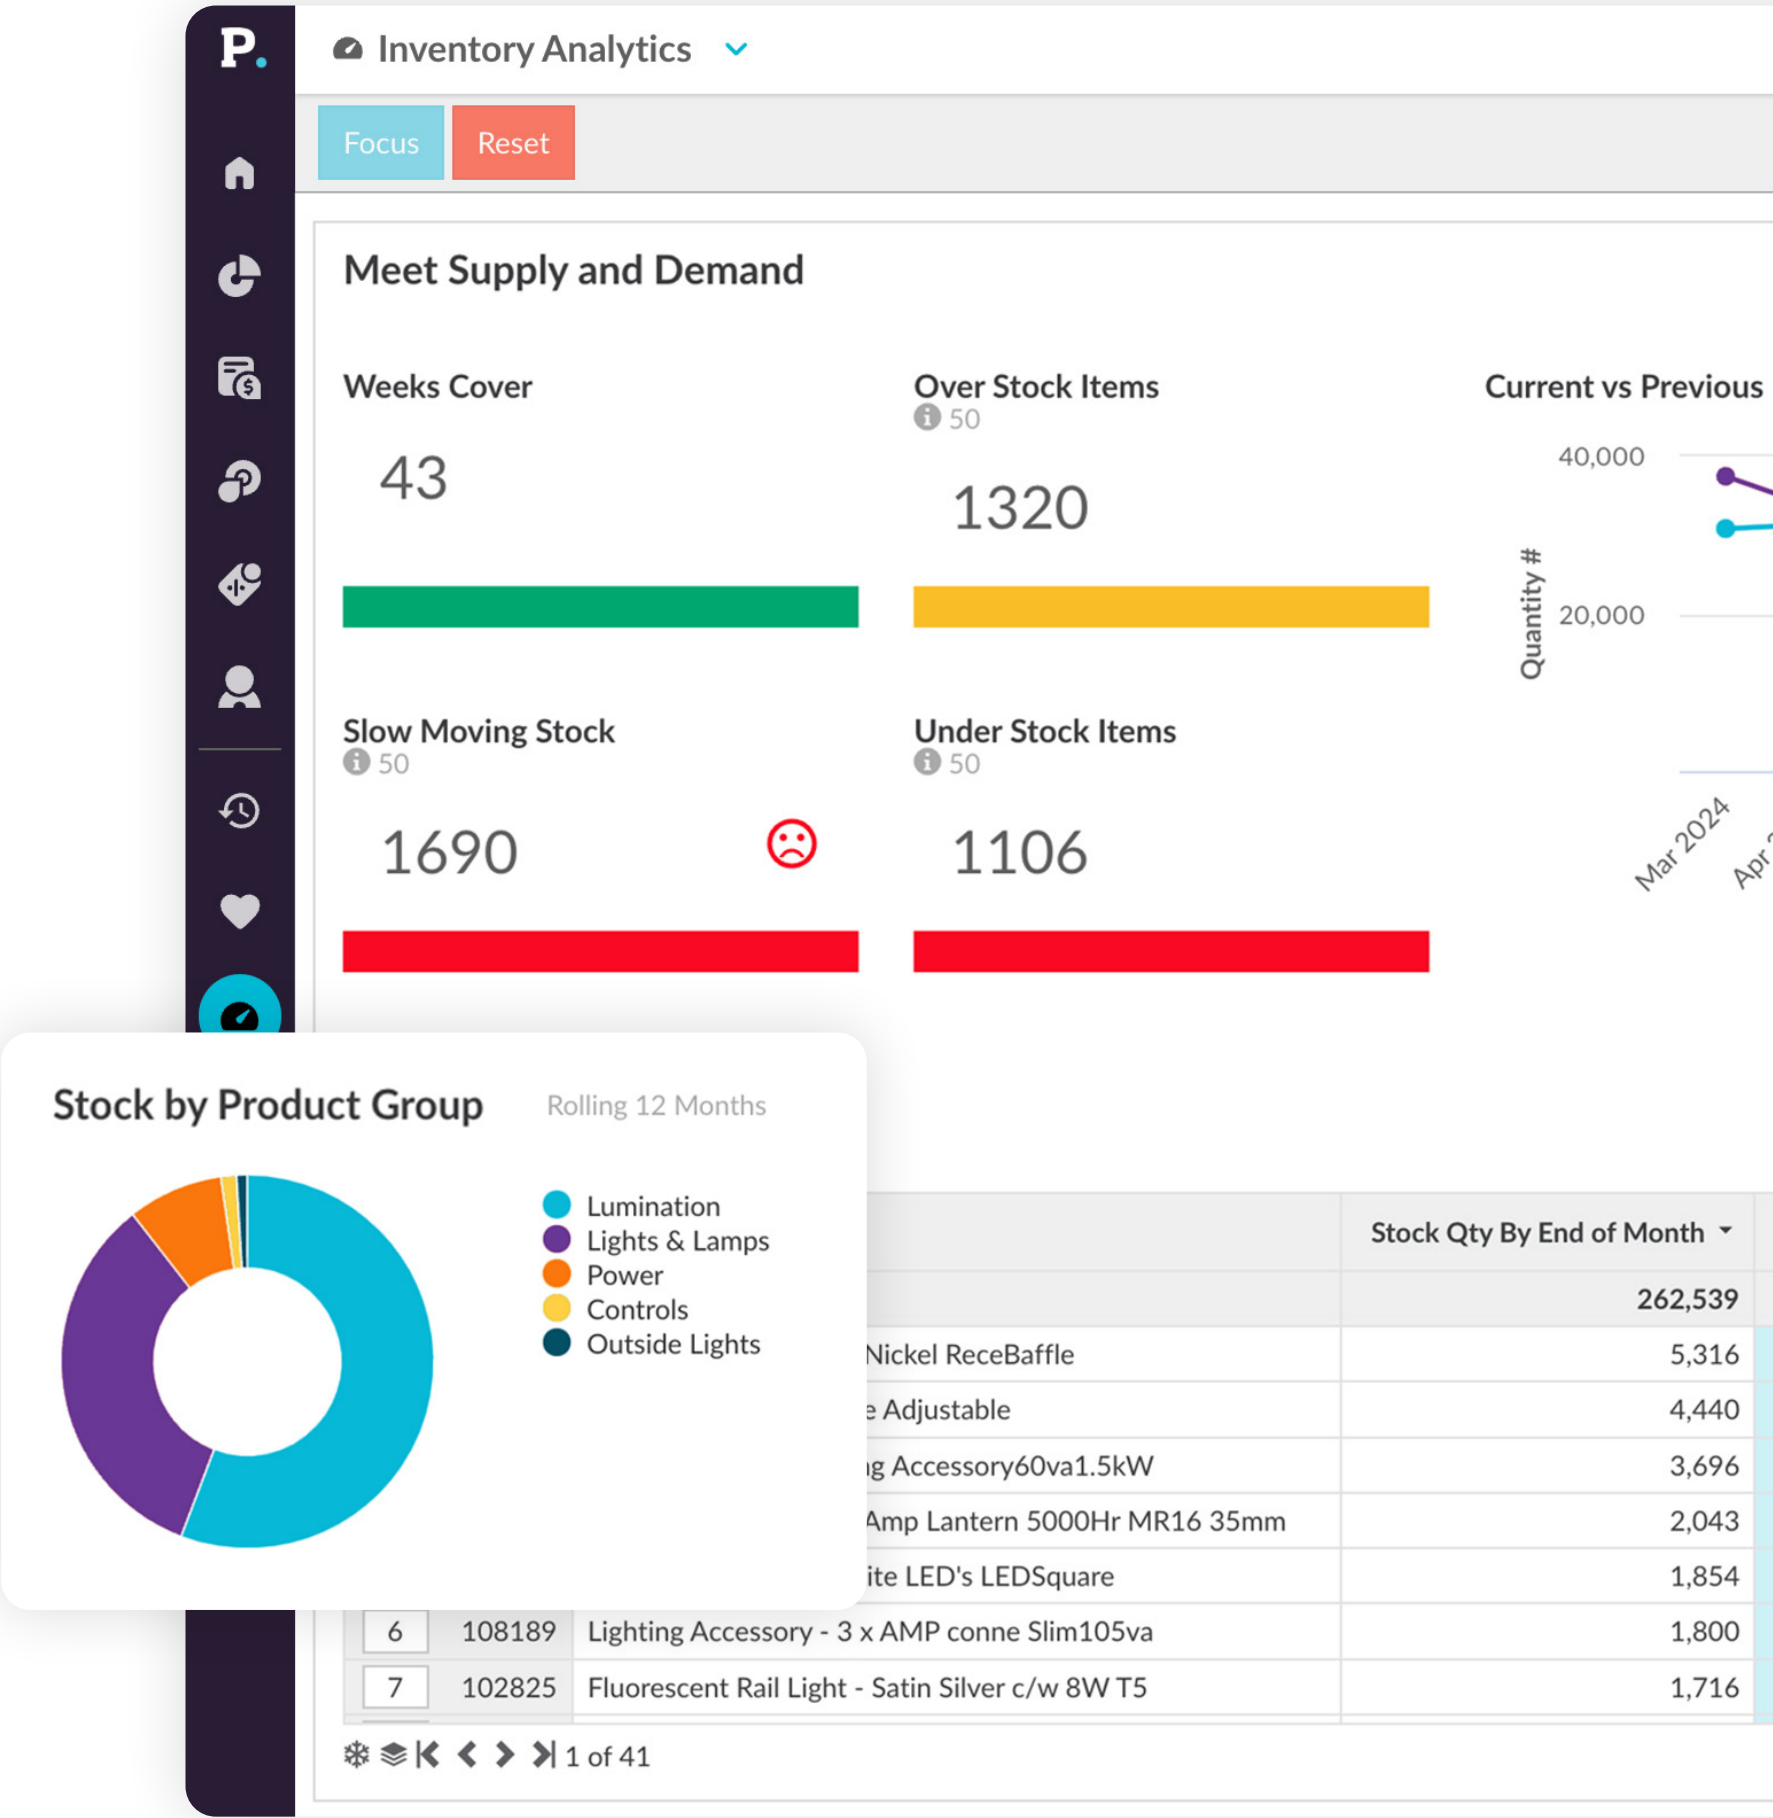 P.
Inventory Analytics
Focus
Reset
Meet Supply and Demand
Weeks Cover
43
Over Stock Items
50
1320
Current vs Previous
40,000
20,000
Quantity #
Mar 2024
Apr
Slow Moving Stock
50
1690
Under Stock Items
50
1106
Stock by Product Group
Rolling 12 Months
Lumination
Lights & Lamps
Power
Controls
Outside Lights
Stock Qty By End of Month
262,539
Nickel ReceBaffle 5,316
e Adjustable 4,440
g Accessory60va1.5kW 3,696
Amp Lantern 5000Hr MR16 35mm 2,043
ite LED's LEDSquare 1,854
6 108189 Lighting Accessory - 3 x AMP conne Slim105va 1,800
7 102825 Fluorescent Rail Light - Satin Silver c/w 8W T5 1,716
1 of 41